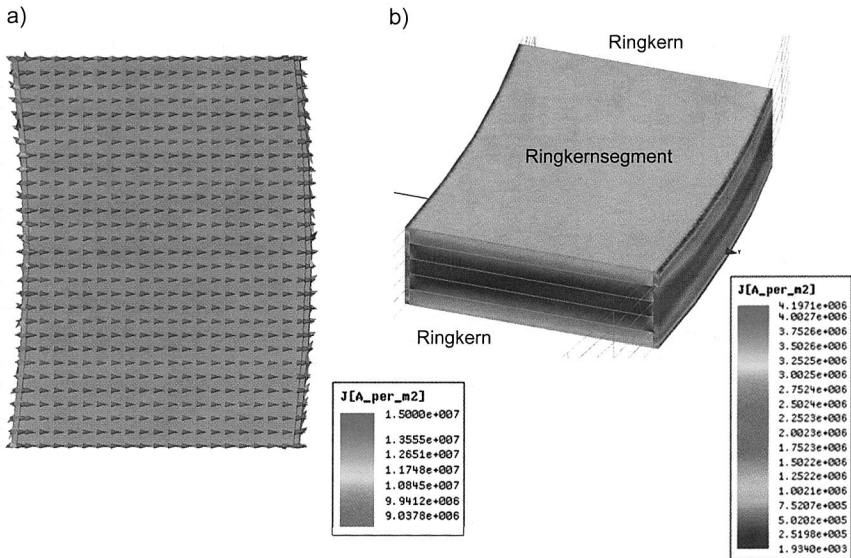 a)
b)
Ringkern
Ringkernsegment
Ringkern
J[A_per_m2]
1.5000e+007
1.3555e+007
1.2651e+007
1.1748e+007
1.0845e+007
9.9412e+006
9.0378e+006
J[A_per_m2]
4.1971e+006
4.0027e+006
3.7526e+006
3.5026e+006
3.2525e+006
3.0025e+006
2.7524e+006
2.5024e+006
2.2523e+006
2.0023e+006
1.7523e+006
1.5022e+006
1.2522e+006
1.0021e+006
7.5207e+005
5.0202e+005
2.5198e+005
1.9340e+003